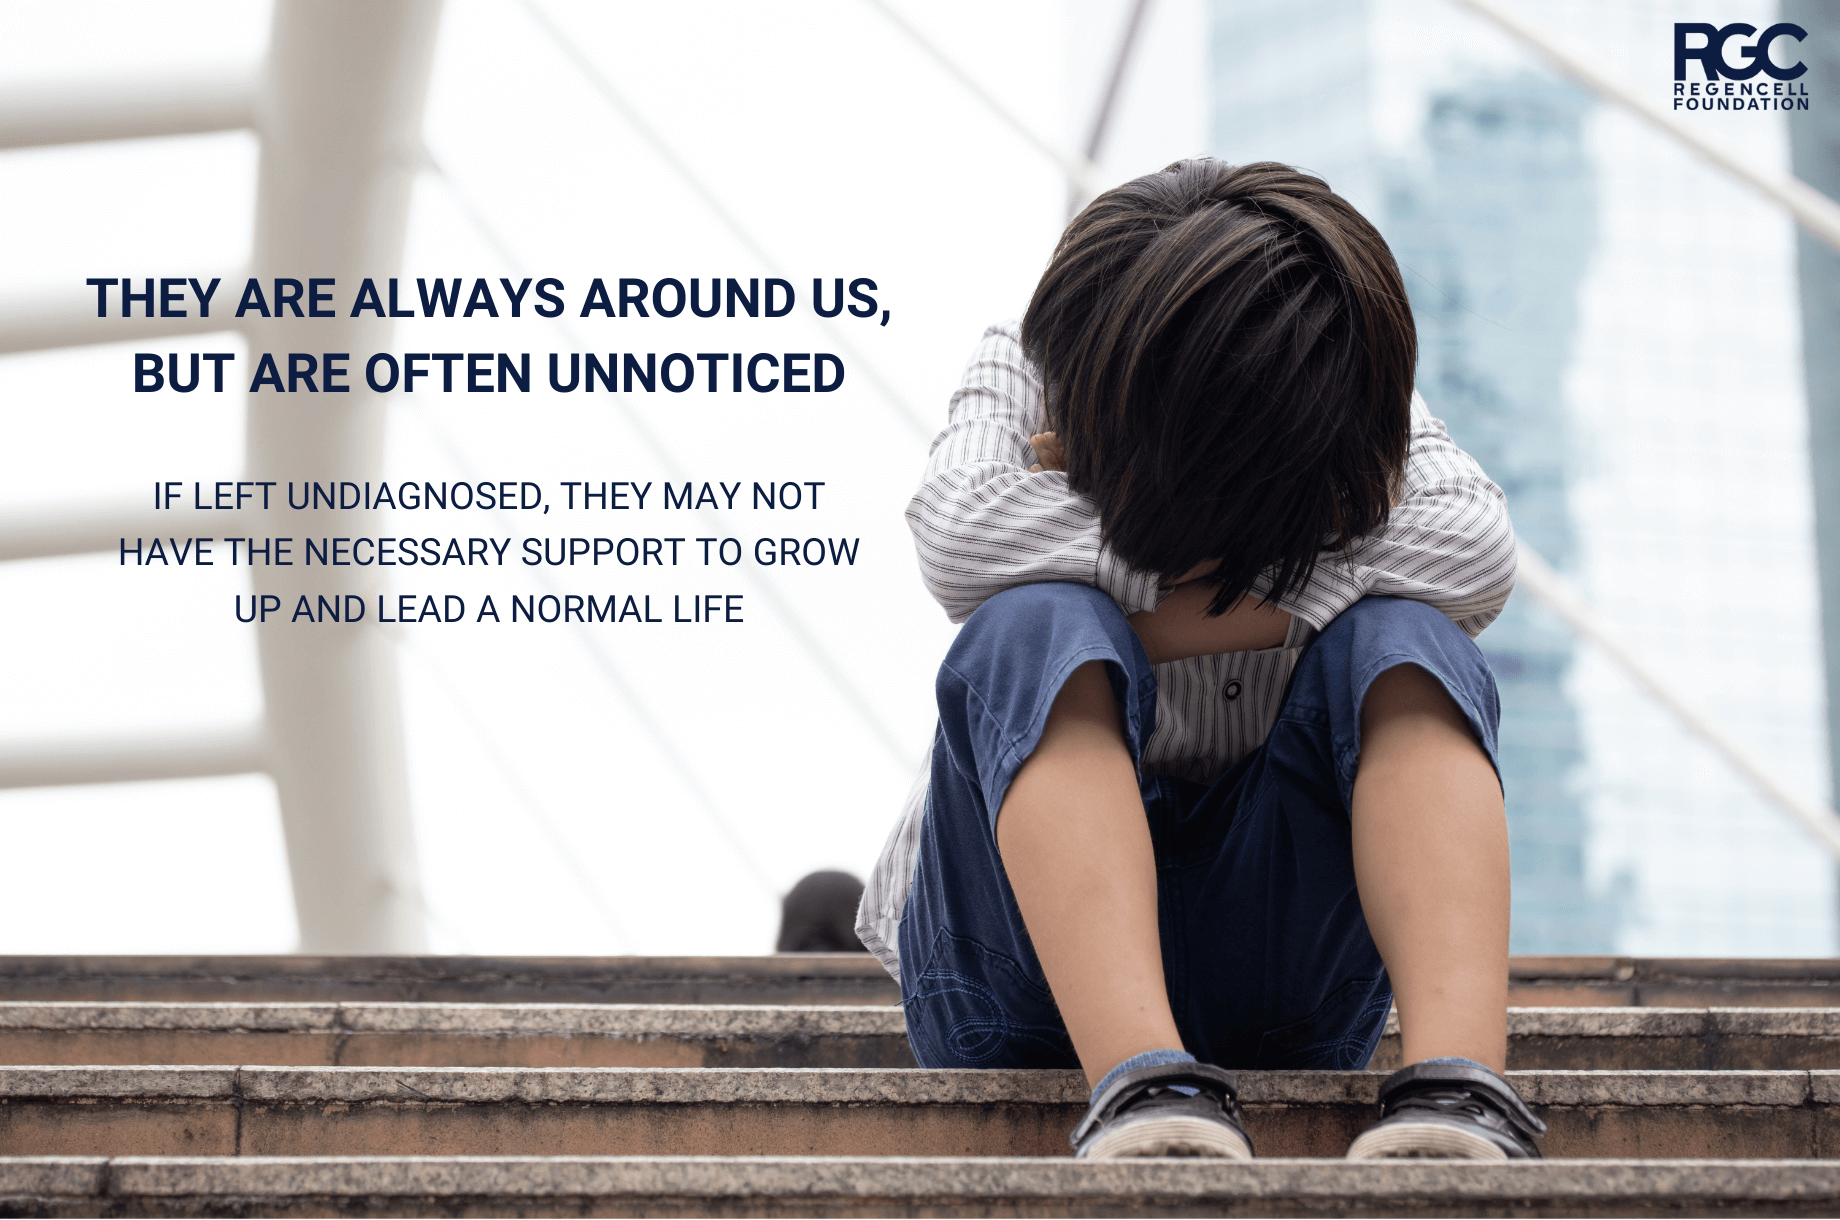 RGC
REGENCELL
FOUNDATION
THEY ARE ALWAYS AROUND US,
BUT ARE OFTEN UNNOTICED
IF LEFT UNDIAGNOSED, THEY MAY NOT
HAVE THE NECESSARY SUPPORT TO GROW
UP AND LEAD A NORMAL LIFE